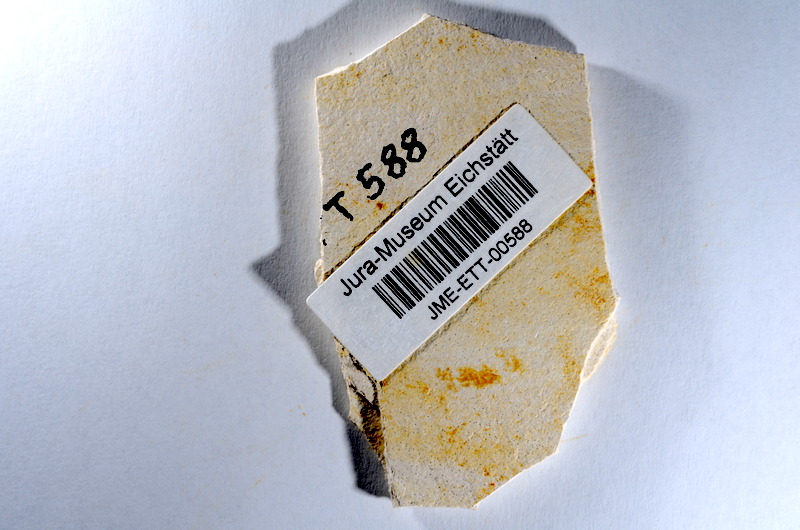 T 588
Jura-Museum Eichstätt
JME-ETT-00588